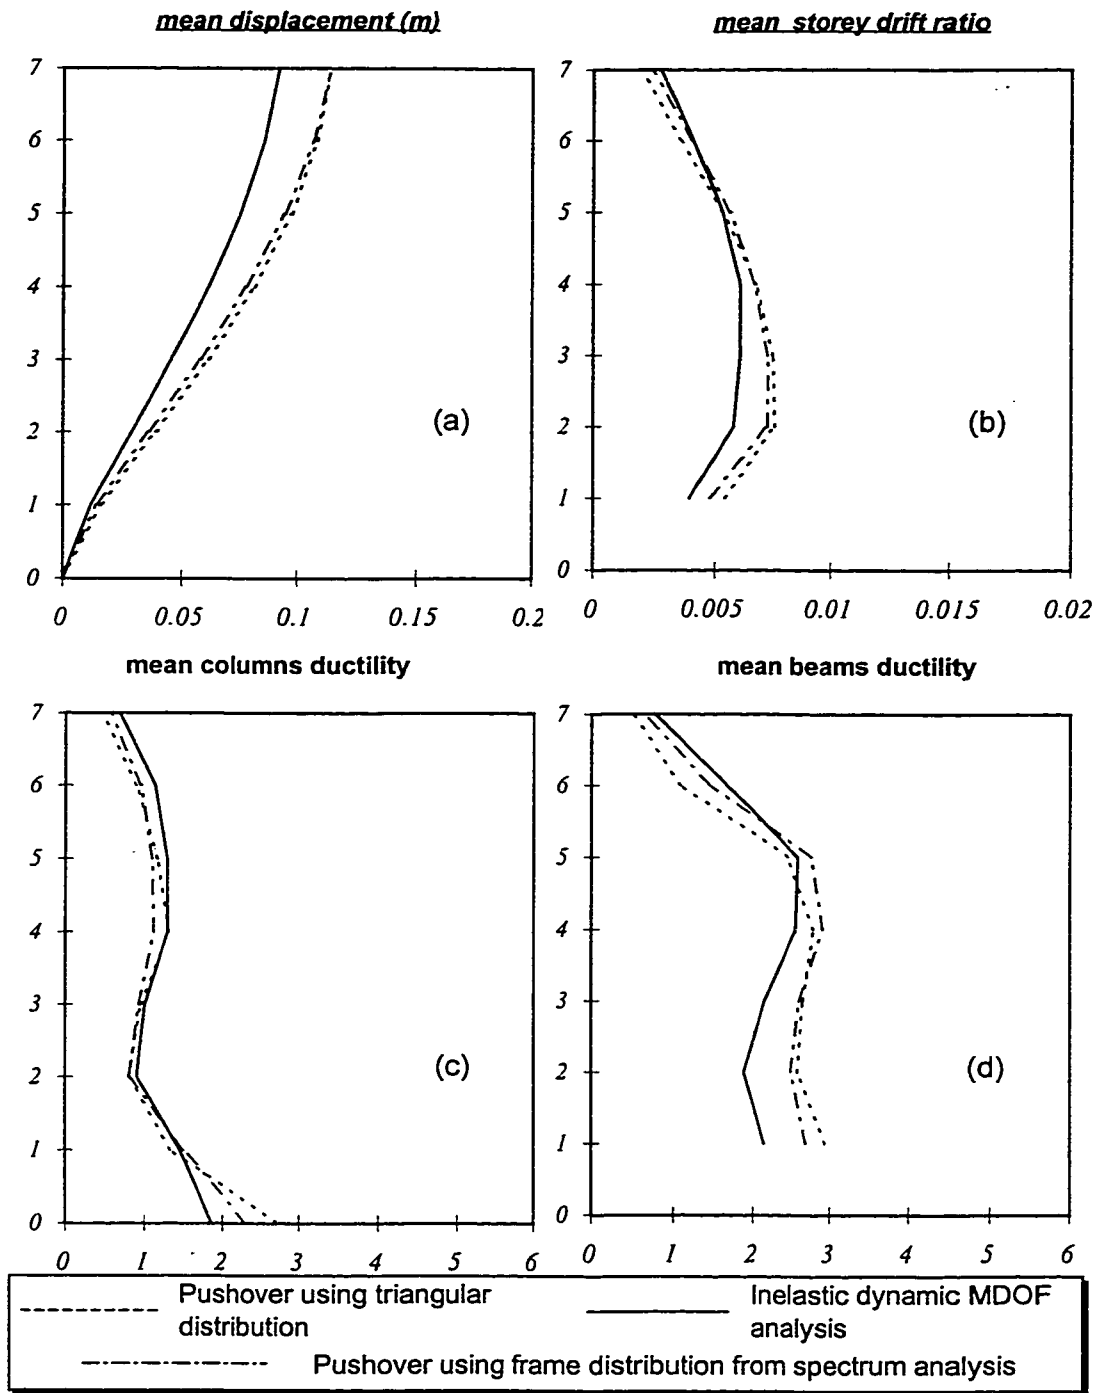 mean displacement (m)
mean storey drift ratio
7
6
5
4
3
2
1
0
0 0.05 0.1 0.15 0.2
(a)
7
6
5
4
3
2
1
0
0 0.005 0.01 0.015 0.02
(b)
mean columns ductility
mean beams ductility
7
6
5
4
3
2
1
0
0 1 2 3 4 5 6
(c)
7
6
5
4
3
2
1
0
0 1 2 3 4 5 6
(d)
Pushover using triangular
distribution
Inelastic dynamic MDOF
analysis
Pushover using frame distribution from spectrum analysis